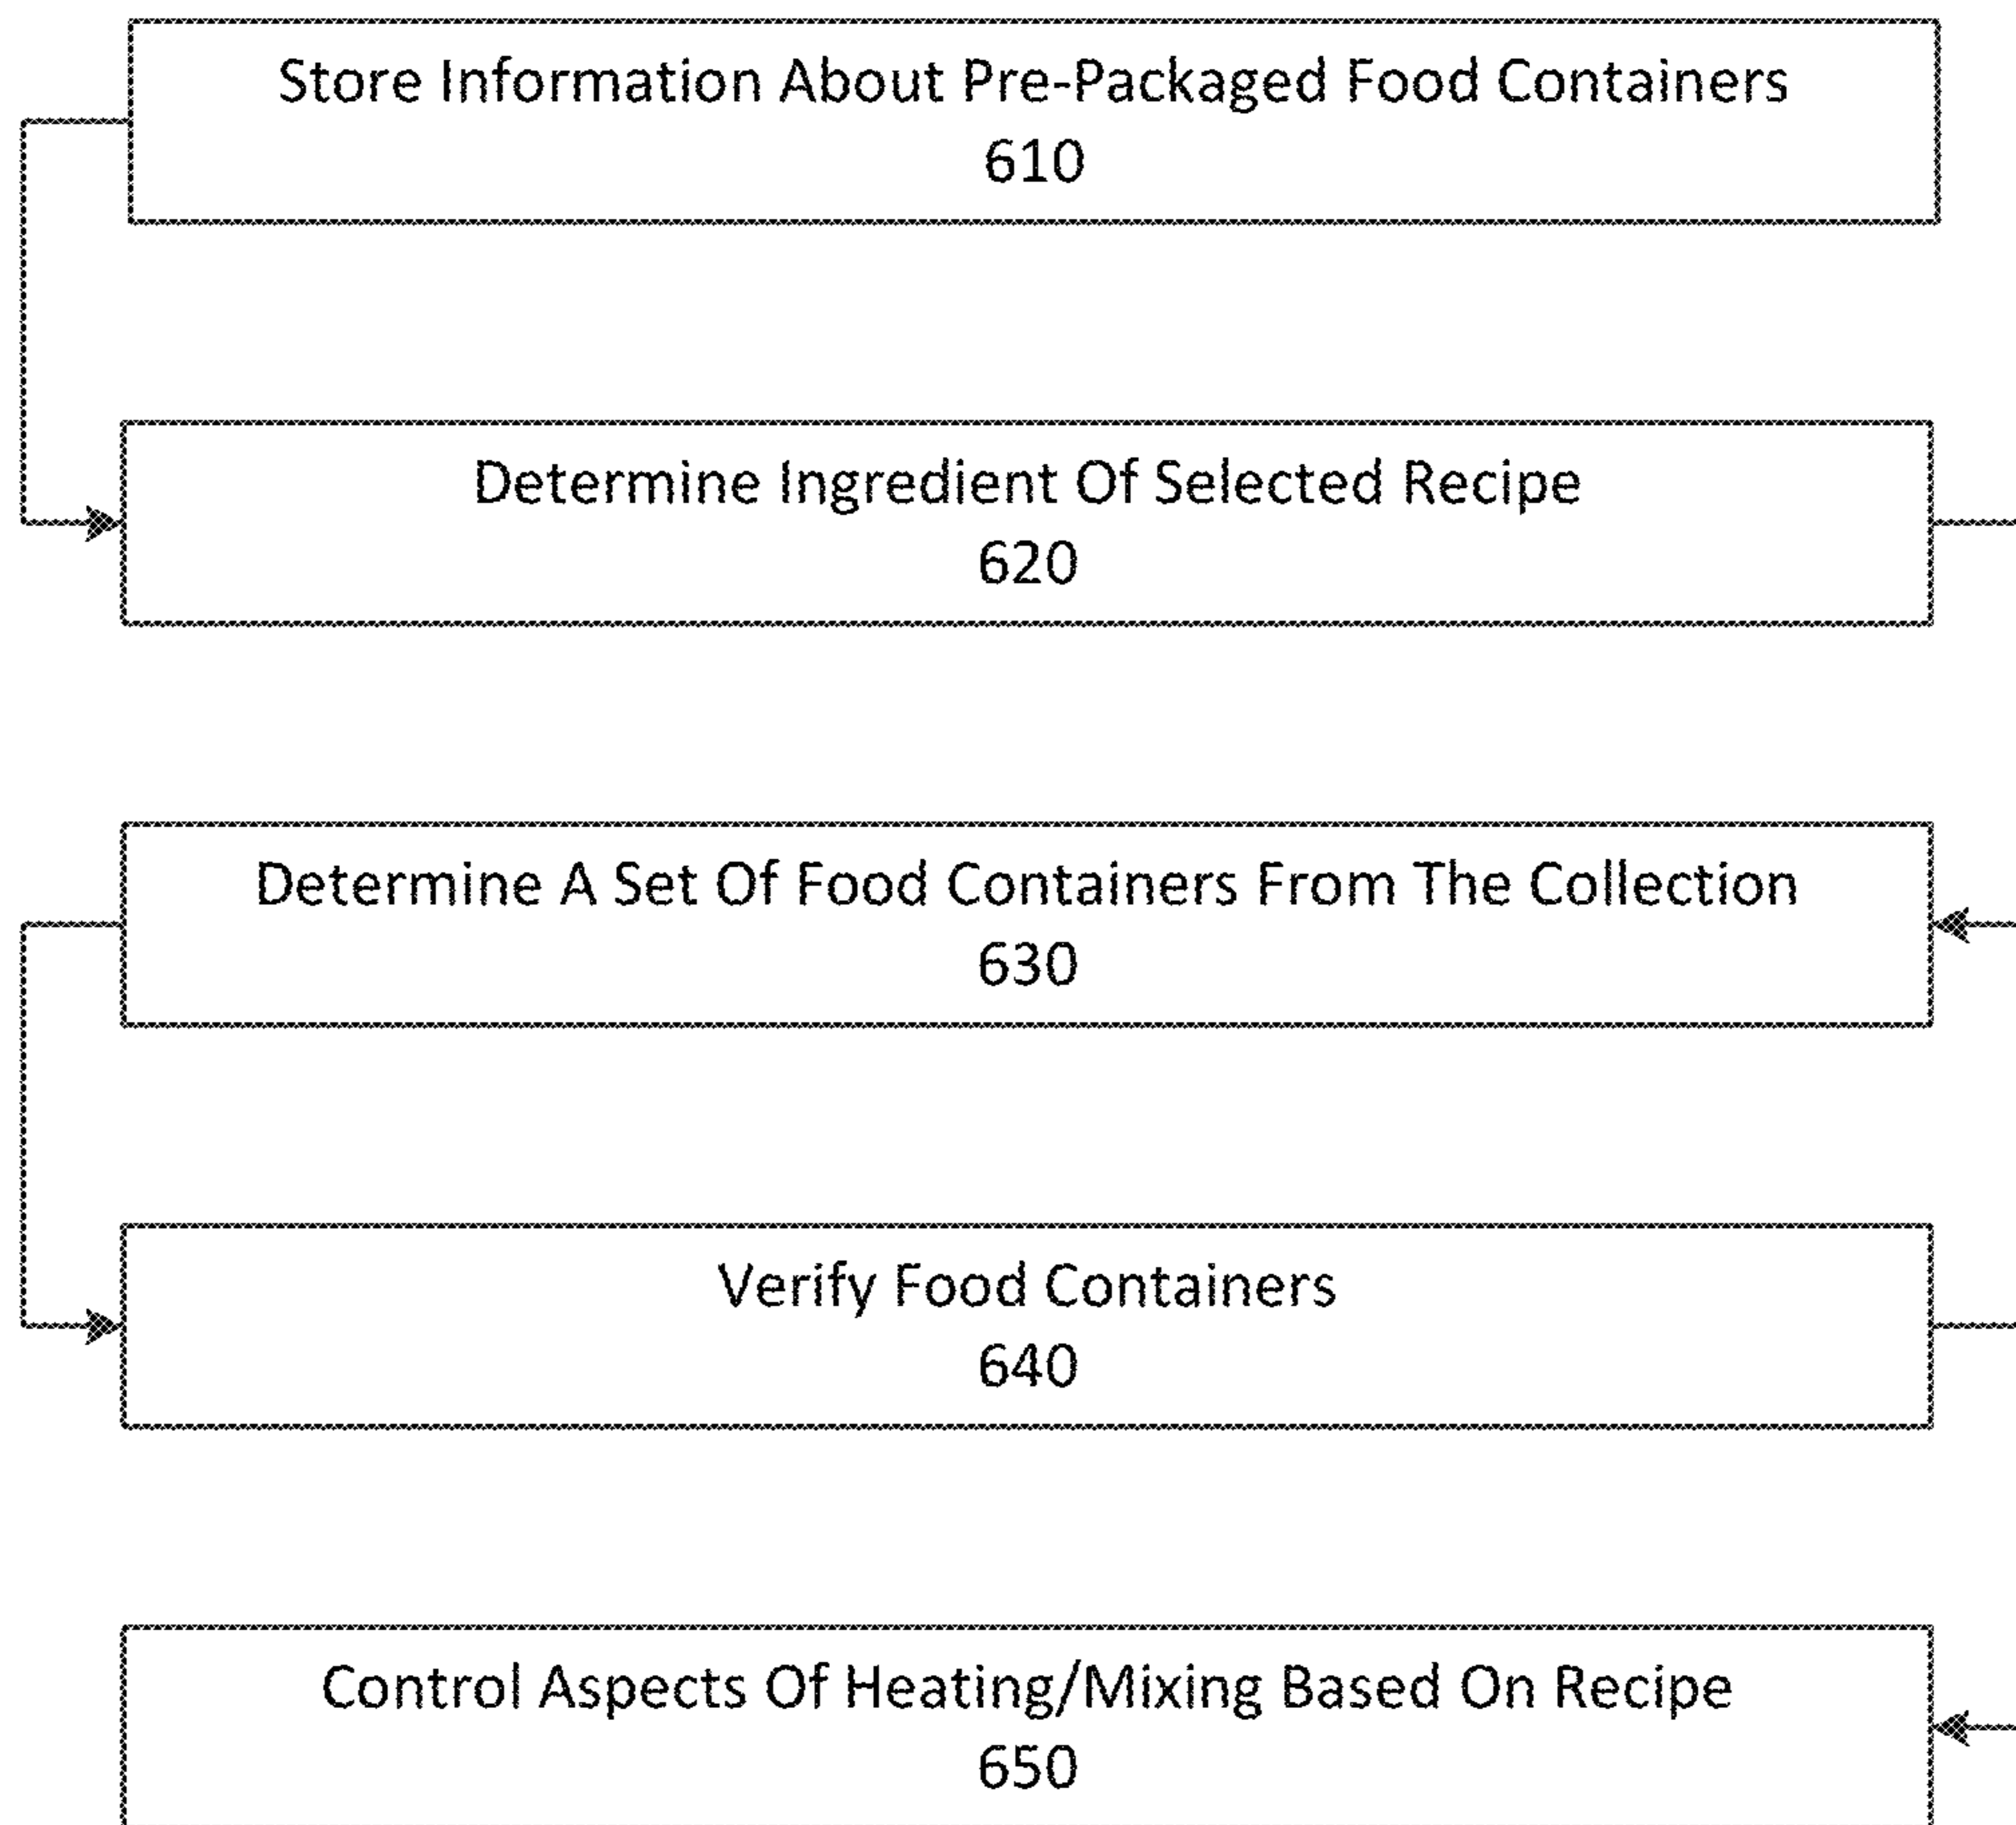 Store Information About Pre-Packaged Food Containers
610
Determine Ingredient Of Selected Recipe
620
Determine A Set Of Food Containers From The Collection
630
Verify Food Containers
640
Control Aspects Of Heating/Mixing Based On Recipe
650